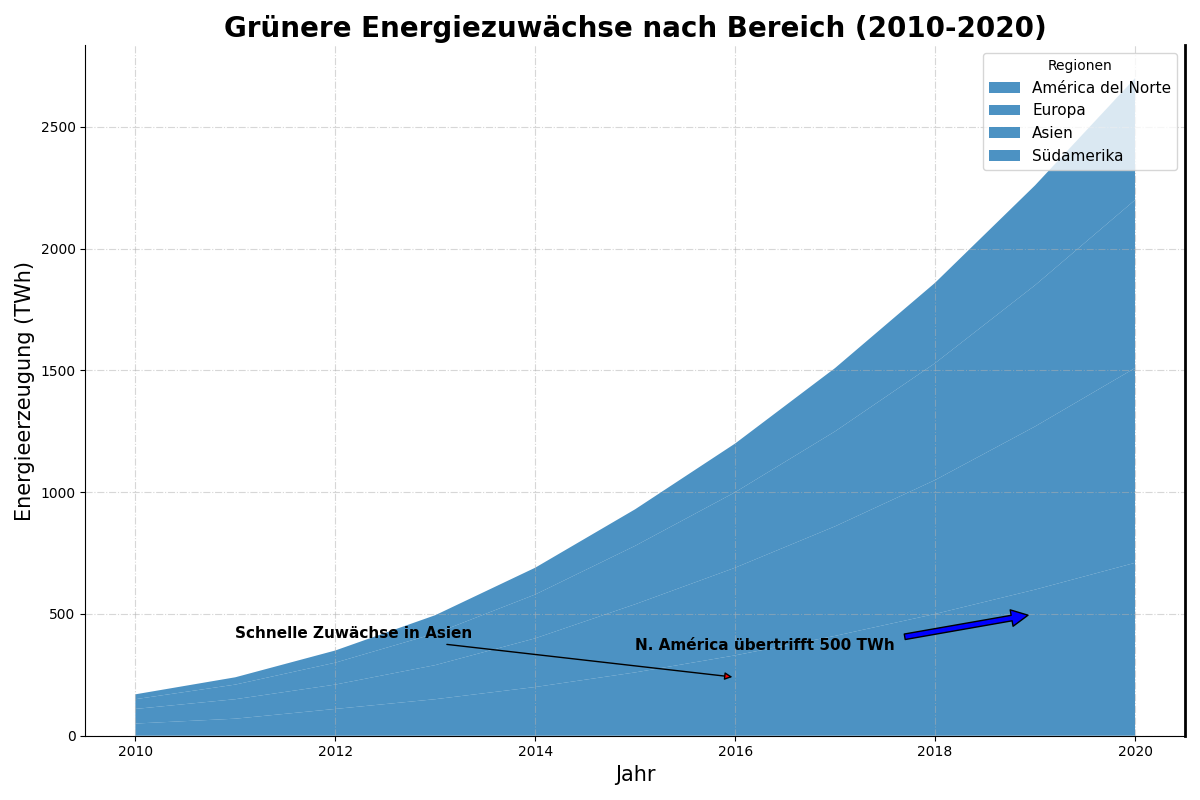 Grünere Energiezuwächse nach Bereich (2010-2020)
Regionen
América del Norte
Europa
Asien
Südamerika
Energieerzeugung (TWh)
2500
2000
1500
1000
500
0
Schnelle Zuwächse in Asien
N. América übertrifft 500 TWh
2010
2012
2014
2016
2018
2020
Jahr